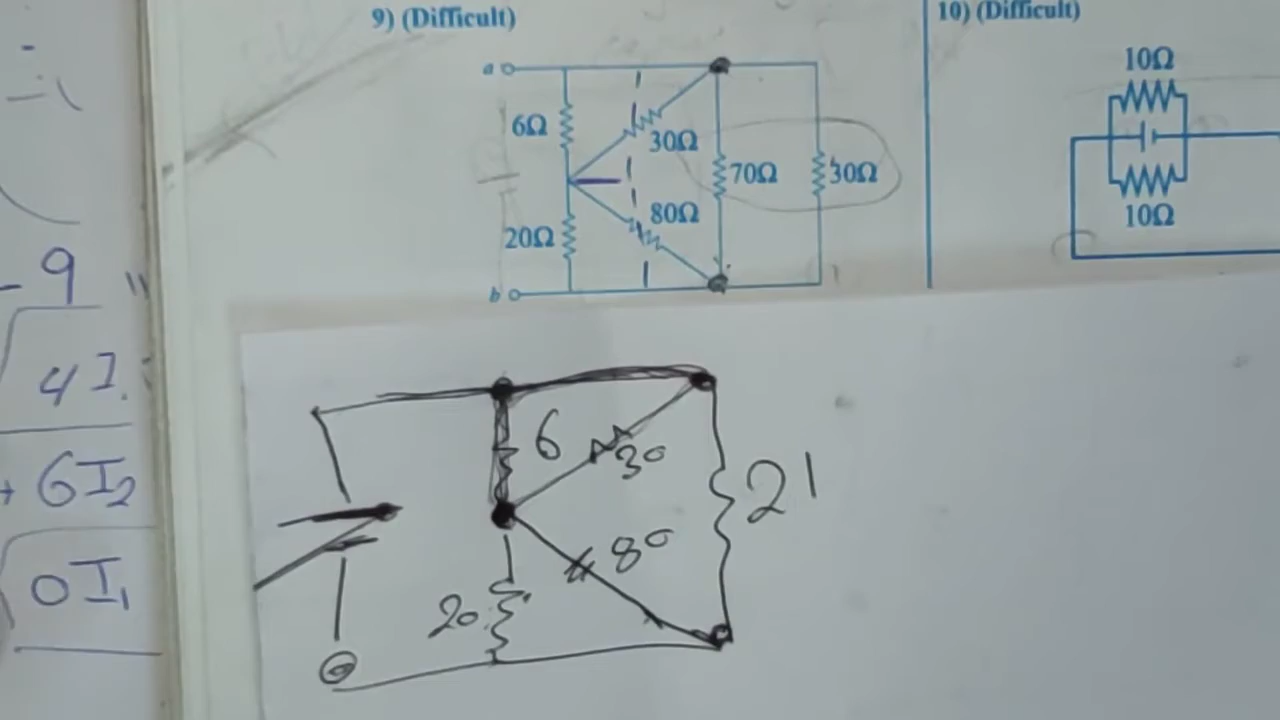 9) (Difficult)
10) (Difficult)
a
6Ω
30Ω
70Ω
30Ω
80Ω
20Ω
b
10Ω
10Ω
-9
4I
+6I₂
0I₁
6
30
21
80
20